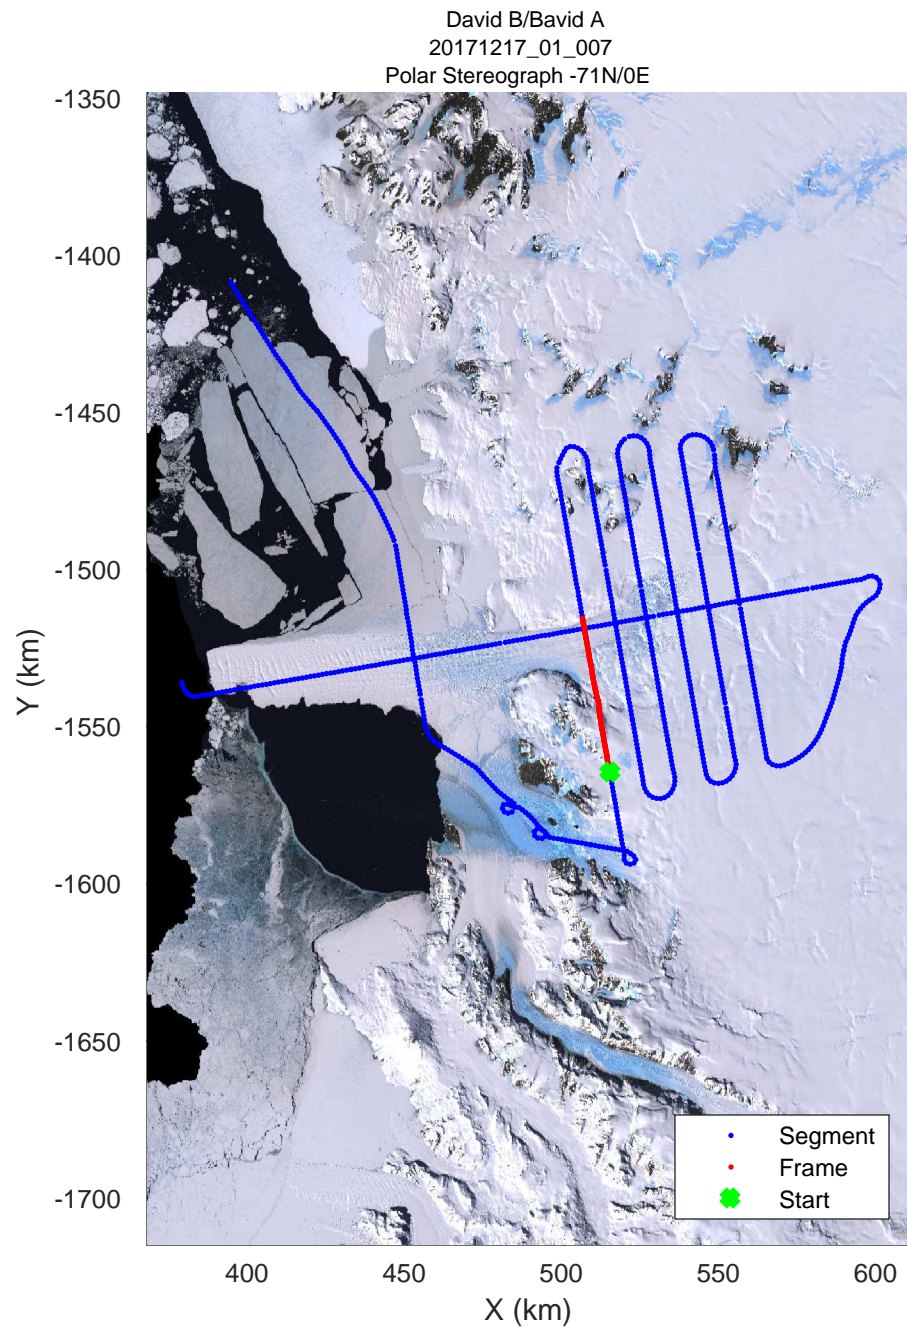 David B/Bavid A
20171217_01_007
Polar Stereograph -71N/0E
-1350
-1400
-1450
-1500
-1550
-1600
-1650
-1700
Y (km)
400
450
500
550
600
X (km)
Segment
Frame
Start